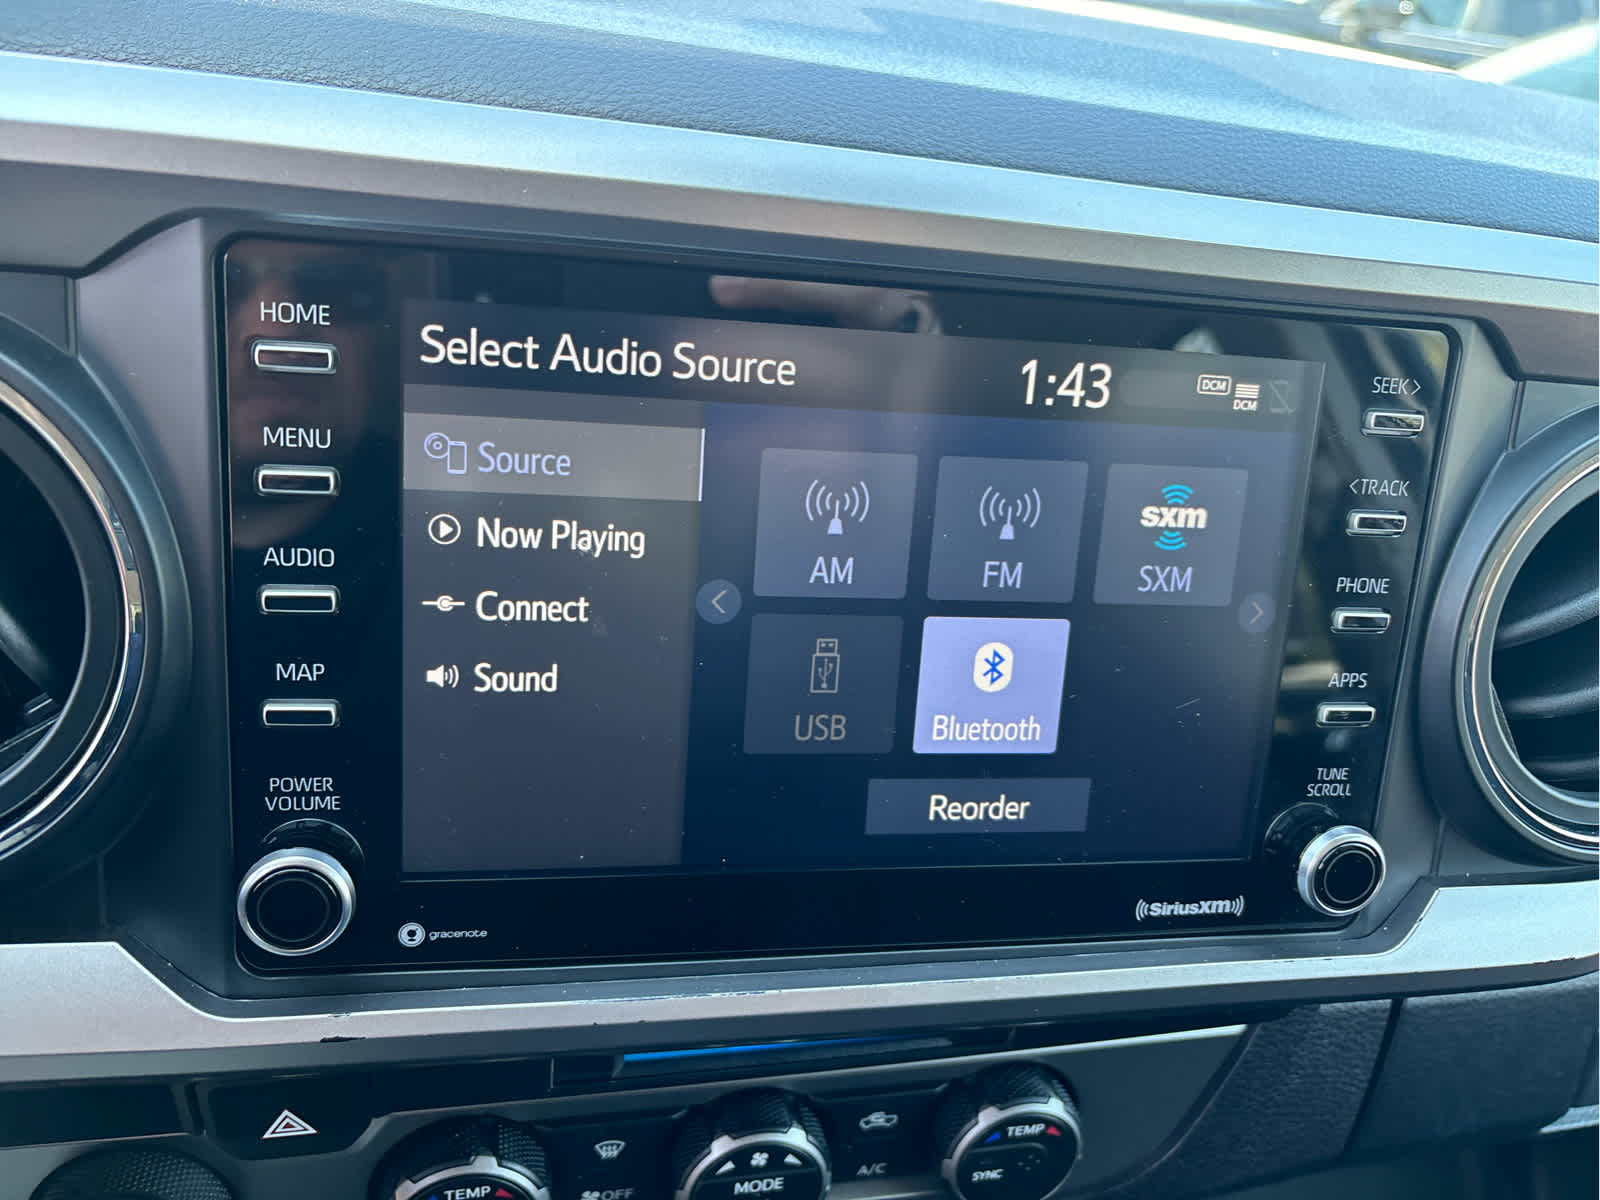 HOME
MENU
AUDIO
MAP
POWER
VOLUME
Select Audio Source
1:43
DCM
DCM
Source
Now Playing
Connect
Sound
AM
FM
sxm
SXM
USB
Bluetooth
Reorder
SEEK >
< TRACK
PHONE
APPS
TUNE
SCROLL
gracenote
SiriusXM
TEMP
OFF
MODE
A/C
TEMP
SYNC